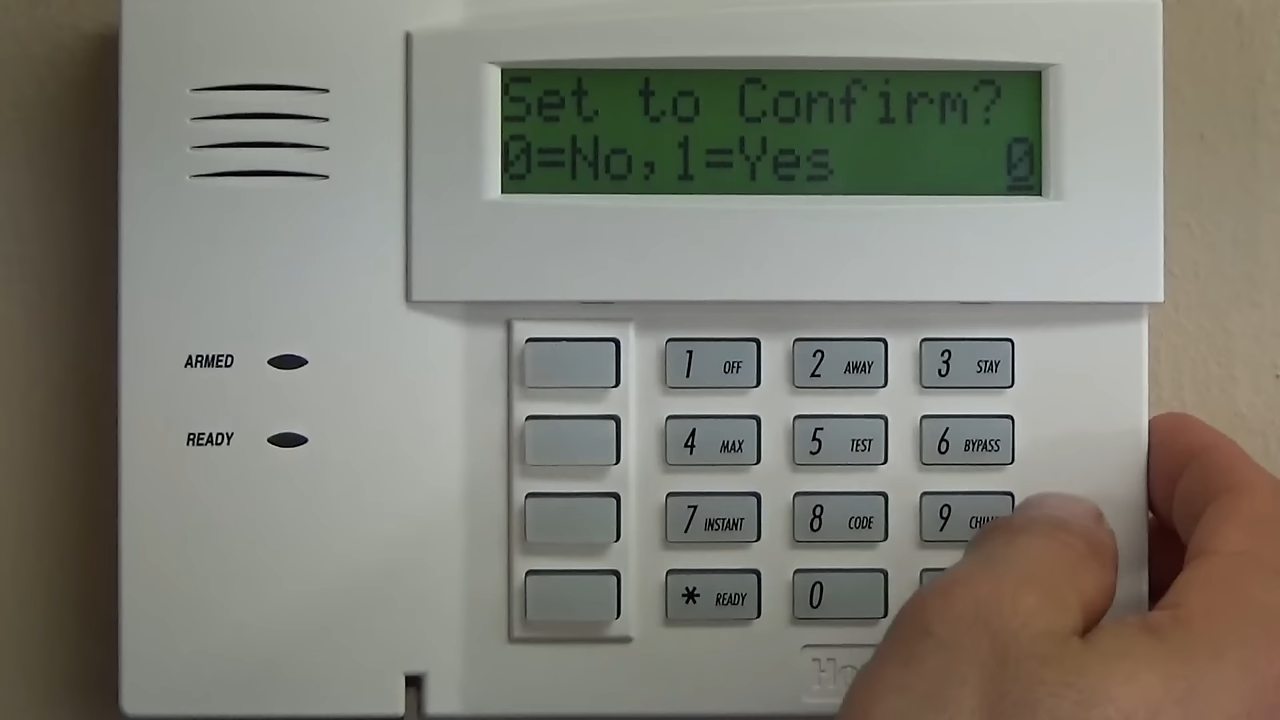 Set to Confirm?
0=No,1=Yes 0
ARMED
READY
1 OFF
2 AWAY
3 STAY
4 MAX
5 TEST
6 BYPASS
7 INSTANT
8 CODE
9
* READY
0